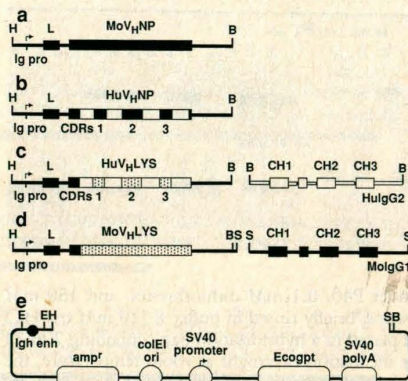 a
H L MoVHNP B
Ig pro
b
H L HuVHNP B
Ig pro CDRs 1 2 3
c
H L HuVHLYS B B CH1 CH2 CH3 B
Ig pro CDRs 1 2 3 HuIgG2
d
H L MoVHLYS BS S CH1 CH2 CH3 S
Ig pro MoIgG1
e
E EH SB
Igh enh
ampr colEI ori SV40 promoter Ecogpt SV40 polyA